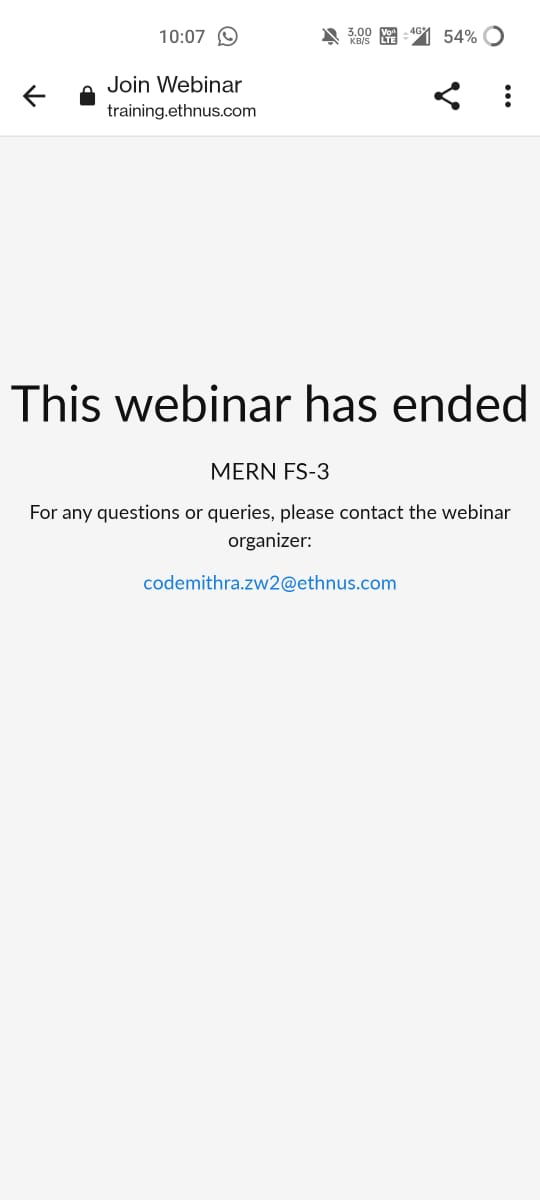 10:07
3.00 KB/S Vo)) LTE 4G 54%
Join Webinar
training.ethnus.com
This webinar has ended
MERN FS-3
For any questions or queries, please contact the webinar
organizer:
codemithra.zw2@ethnus.com